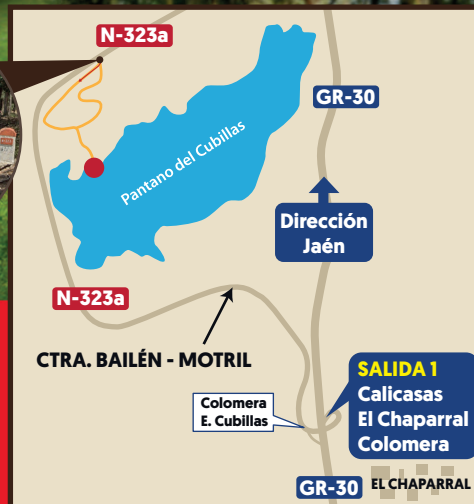 N-323a
GR-30
Pantano del Cubillas
Dirección
Jaén
N-323a
CTRA. BAILÉN - MOTRIL
SALIDA 1
Calicasas
El Chaparral
Colomera
Colomera
E. Cubillas
GR-30
EL CHAPARRAL